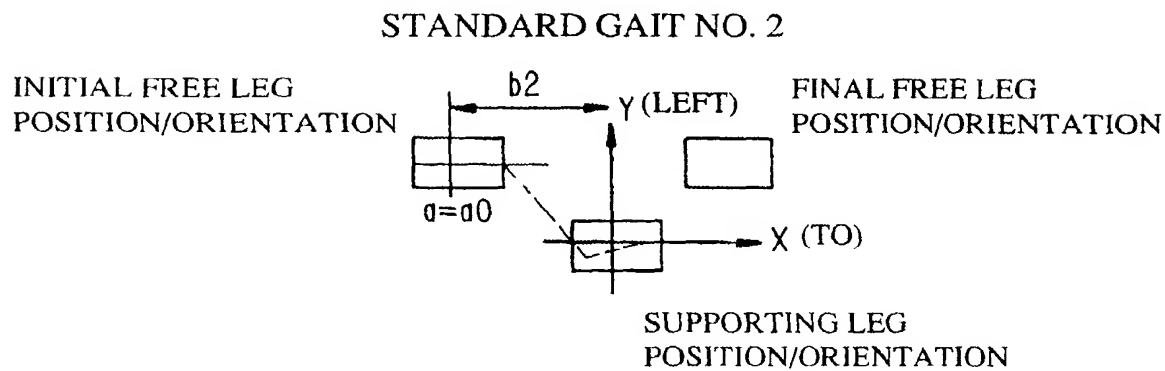 STANDARD GAIT NO. 2
INITIAL FREE LEG
POSITION/ORIENTATION
b2
Y (LEFT)
FINAL FREE LEG
POSITION/ORIENTATION
a=a0
X (TO)
SUPPORTING LEG
POSITION/ORIENTATION